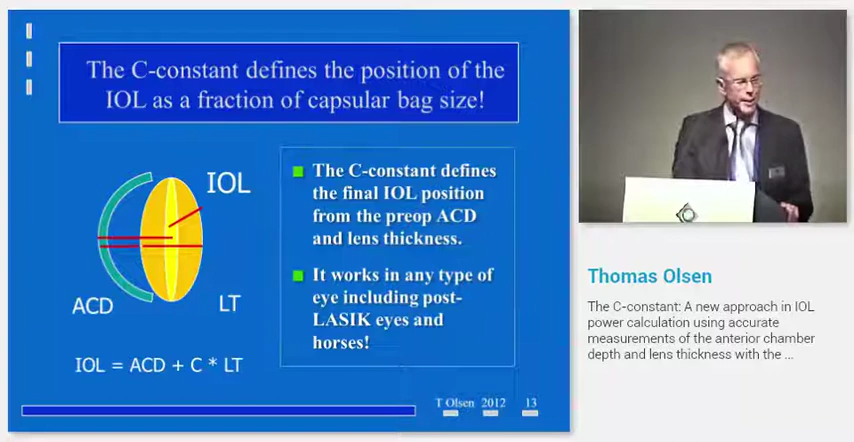 The C-constant defines the position of the
IOL as a fraction of capsular bag size!
IOL
ACD
LT
IOL = ACD + C * LT
The C-constant defines
the final IOL position
from the preop ACD
and lens thickness.
It works in any type of
eye including post-
LASIK eyes and
horses!
T Olsen 2012 13
Thomas Olsen
The C-constant: A new approach in IOL
power calculation using accurate
measurements of the anterior chamber
depth and lens thickness with the ...